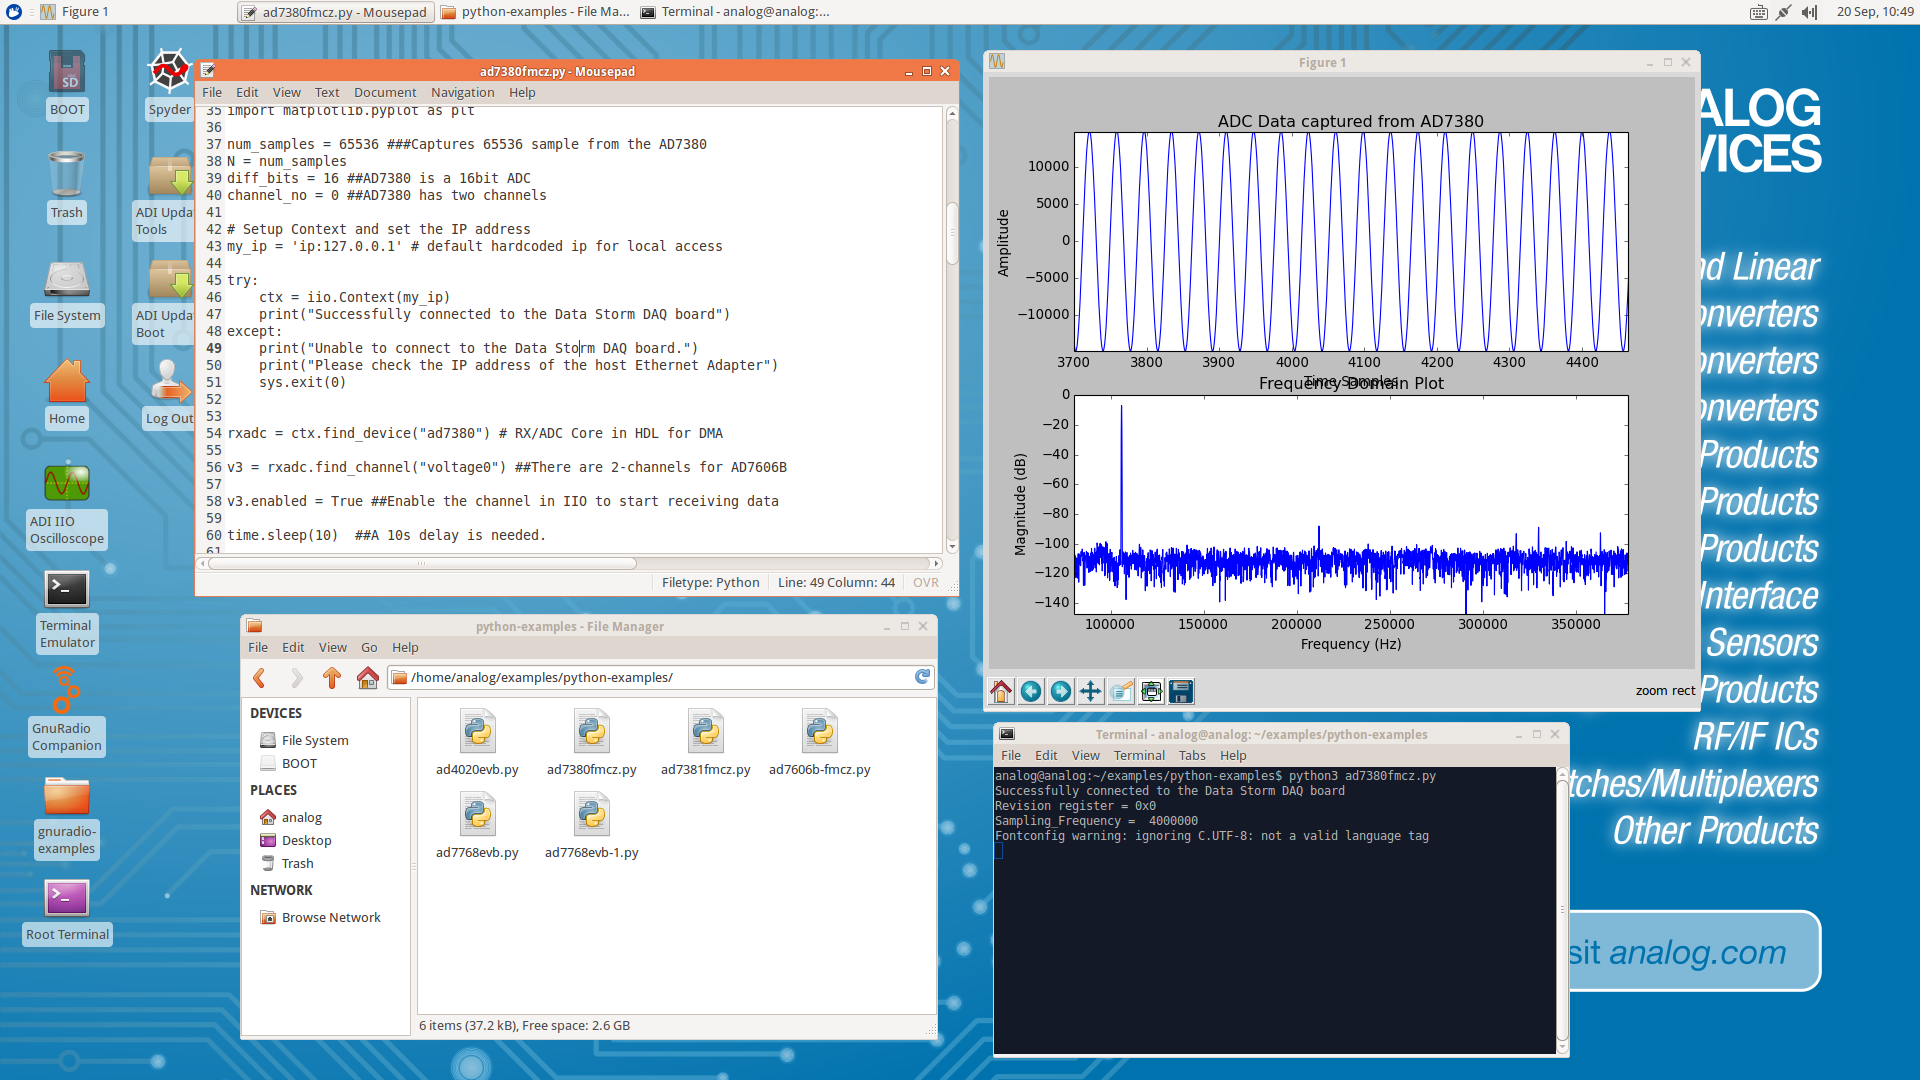 Figure 1
ad7380fmcz.py - Mousepad
python-examples - File Ma...
Terminal - analog@analog:...
20 Sep, 10:49
BOOT
Trash
File System
Home
ADI IIO
Oscilloscope
Terminal
Emulator
GnuRadio
Companion
gnuradio-
examples
Root Terminal
Spyder
ADI Upda
Tools
ADI Upda
Boot
Log Out
ad7380fmcz.py - Mousepad
File Edit View Text Document Navigation Help
35 import matplotlib.pyplot as plt
36
37 num_samples = 65536 ###Captures 65536 sample from the AD7380
38 N = num_samples
39 diff_bits = 16 ##AD7380 is a 16bit ADC
40 channel_no = 0 ##AD7380 has two channels
41
42 # Setup Context and set the IP address
43 my_ip = 'ip:127.0.0.1' # default hardcoded ip for local access
44
45 try:
46     ctx = iio.Context(my_ip)
47     print("Successfully connected to the Data Storm DAQ board")
48 except:
49     print("Unable to connect to the Data Storm DAQ board.")
50     print("Please check the IP address of the host Ethernet Adapter")
51     sys.exit(0)
52
53
54 rxadc = ctx.find_device("ad7380") # RX/ADC Core in HDL for DMA
55
56 v3 = rxadc.find_channel("voltage0") ##There are 2-channels for AD7606B
57
58 v3.enabled = True ##Enable the channel in IIO to start receiving data
59
60 time.sleep(10)  ##A 10s delay is needed.
61
Filetype: Python Line: 49 Column: 44 OVR
python-examples - File Manager
File Edit View Go Help
/home/analog/examples/python-examples/
DEVICES
File System
BOOT
PLACES
analog
Desktop
Trash
NETWORK
Browse Network
ad4020evb.py ad7380fmcz.py ad7381fmcz.py ad7606b-fmcz.py
ad7768evb.py ad7768evb-1.py
6 items (37.2 kB), Free space: 2.6 GB
Figure 1
ADC Data captured from AD7380
Amplitude
10000
5000
0
−5000
−10000
3700 3800 3900 4000 4100 4200 4300 4400
Time Samples
Frequency Domain Plot
Magnitude (dB)
0
−20
−40
−60
−80
−100
−120
−140
100000 150000 200000 250000 300000 350000
Frequency (Hz)
zoom rect
Terminal - analog@analog: ~/examples/python-examples
File Edit View Terminal Tabs Help
analog@analog:~/examples/python-examples$ python3 ad7380fmcz.py
Successfully connected to the Data Storm DAQ board
Revision register = 0x0
Sampling_Frequency =  4000000
Fontconfig warning: ignoring C.UTF-8: not a valid language tag
ALOG
VICES
nd Linear
onverters
onverters
onverters
Products
Products
Products
Interface
Sensors
Products
RF/IF ICs
tches/Multiplexers
Other Products
sit analog.com